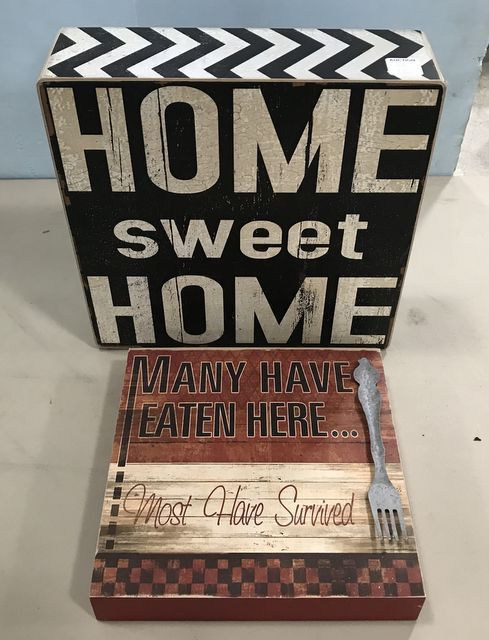 HOME
sweet
HOME
MANY HAVE
EATEN HERE...
Most Have Survived